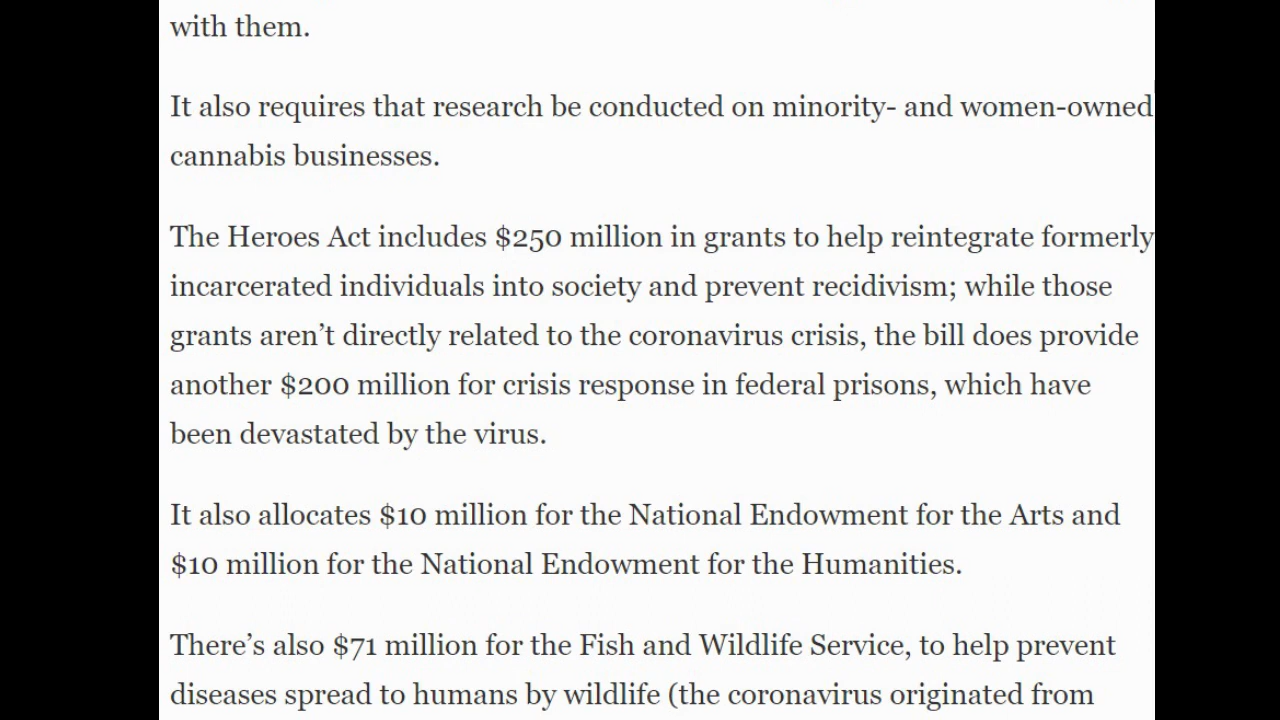 with them.
It also requires that research be conducted on minority- and women-owned
cannabis businesses.
The Heroes Act includes $250 million in grants to help reintegrate formerly
incarcerated individuals into society and prevent recidivism; while those
grants aren’t directly related to the coronavirus crisis, the bill does provide
another $200 million for crisis response in federal prisons, which have
been devastated by the virus.
It also allocates $10 million for the National Endowment for the Arts and
$10 million for the National Endowment for the Humanities.
There’s also $71 million for the Fish and Wildlife Service, to help prevent
diseases spread to humans by wildlife (the coronavirus originated from